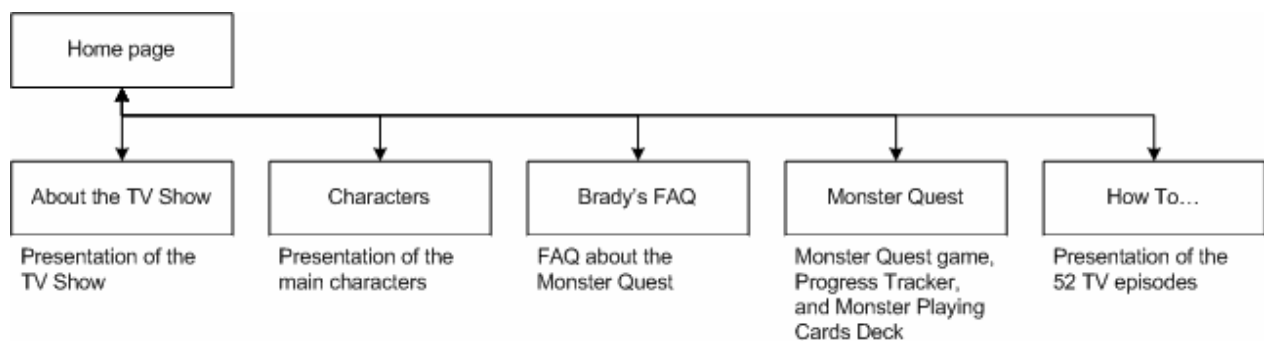 Home page
About the TV Show
Characters
Brady's FAQ
Monster Quest
How To...
Presentation of the
TV Show
Presentation of the
main characters
FAQ about the
Monster Quest
Monster Quest game,
Progress Tracker,
and Monster Playing
Cards Deck
Presentation of the
52 TV episodes